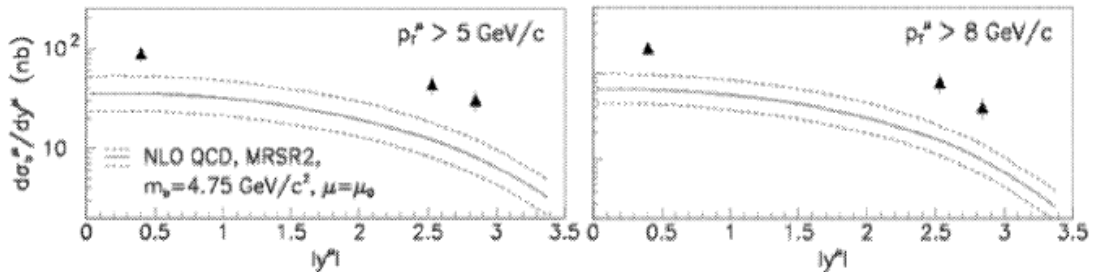 dσ_b^μ/dy^μ (nb)
10²
10
p_T^μ > 5 GeV/c
NLO QCD, MRSR2,
m_b=4.75 GeV/c², μ=μ₀
0 0.5 1 1.5 2 2.5 3 3.5
|y^μ|
p_T^μ > 8 GeV/c
0 0.5 1 1.5 2 2.5 3 3.5
|y^μ|